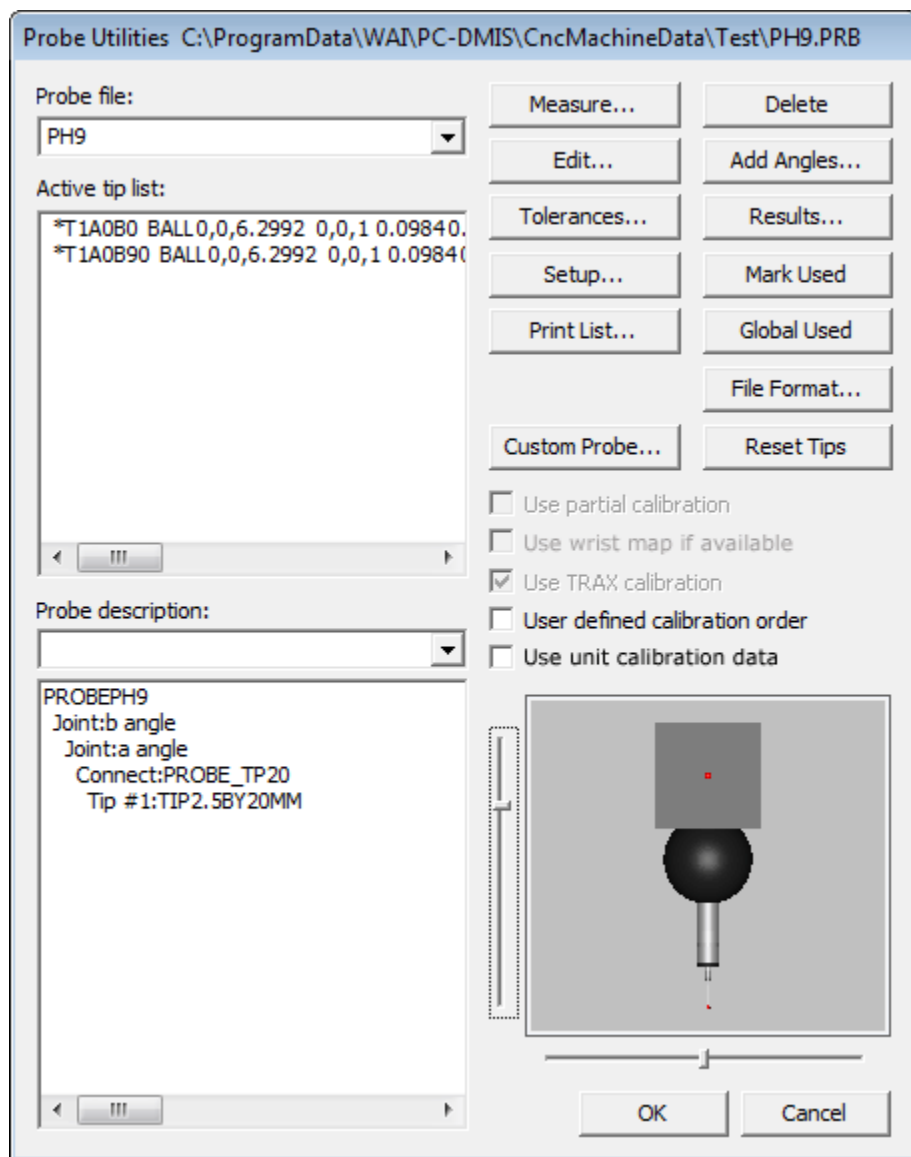 Probe Utilities C:\ProgramData\WAI\PC-DMIS\CncMachineData\Test\PH9.PRB
Probe file:
PH9
Active tip list:
*T1A0B0 BALL0,0,6.2992 0,0,1 0.09840.
*T1A0B90 BALL0,0,6.2992 0,0,1 0.0984
Probe description:
PROBEPH9
Joint:b angle
Joint:a angle
Connect:PROBE_TP20
Tip #1:TIP2.5BY20MM
Measure... Delete
Edit... Add Angles...
Tolerances... Results...
Setup... Mark Used
Print List... Global Used
File Format...
Custom Probe... Reset Tips
Use partial calibration
Use wrist map if available
Use TRAX calibration
User defined calibration order
Use unit calibration data
OK Cancel